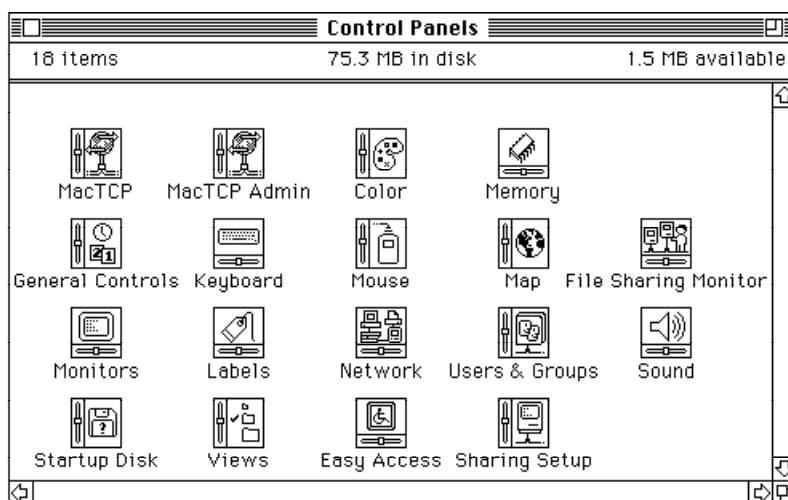 Control Panels
18 items 75.3 MB in disk 1.5 MB available
MacTCP MacTCP Admin Color Memory
General Controls Keyboard Mouse Map File Sharing Monitor
Monitors Labels Network Users & Groups Sound
Startup Disk Views Easy Access Sharing Setup